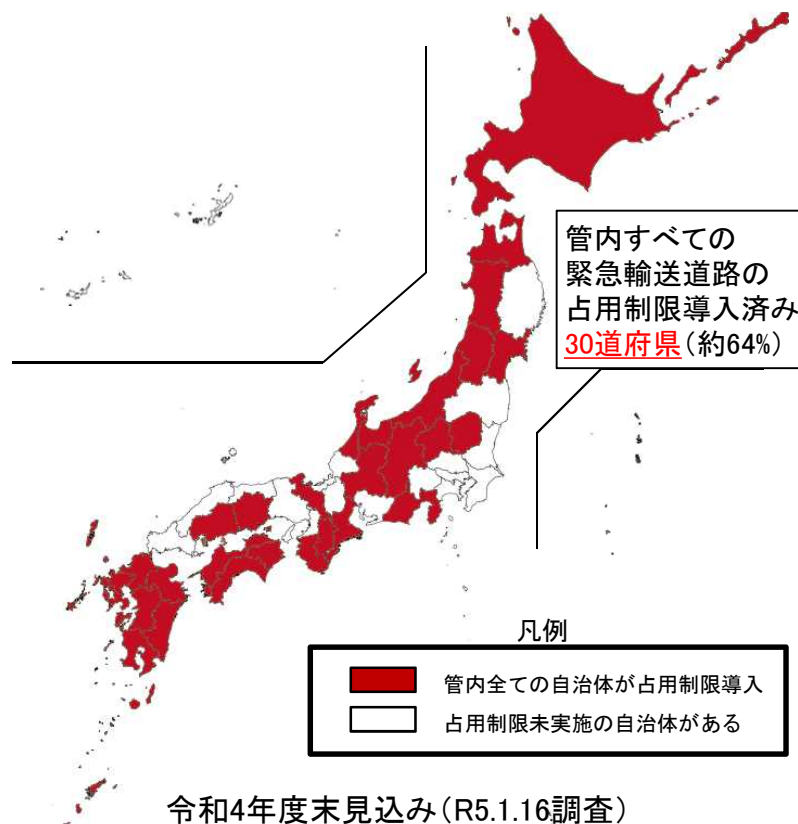 管内すべての
緊急輸送道路の
占用制限導入済み
30道府県(約64%)
凡例
管内全ての自治体が占用制限導入
占用制限未実施の自治体がある
令和4年度末見込み(R5.1.16調査)